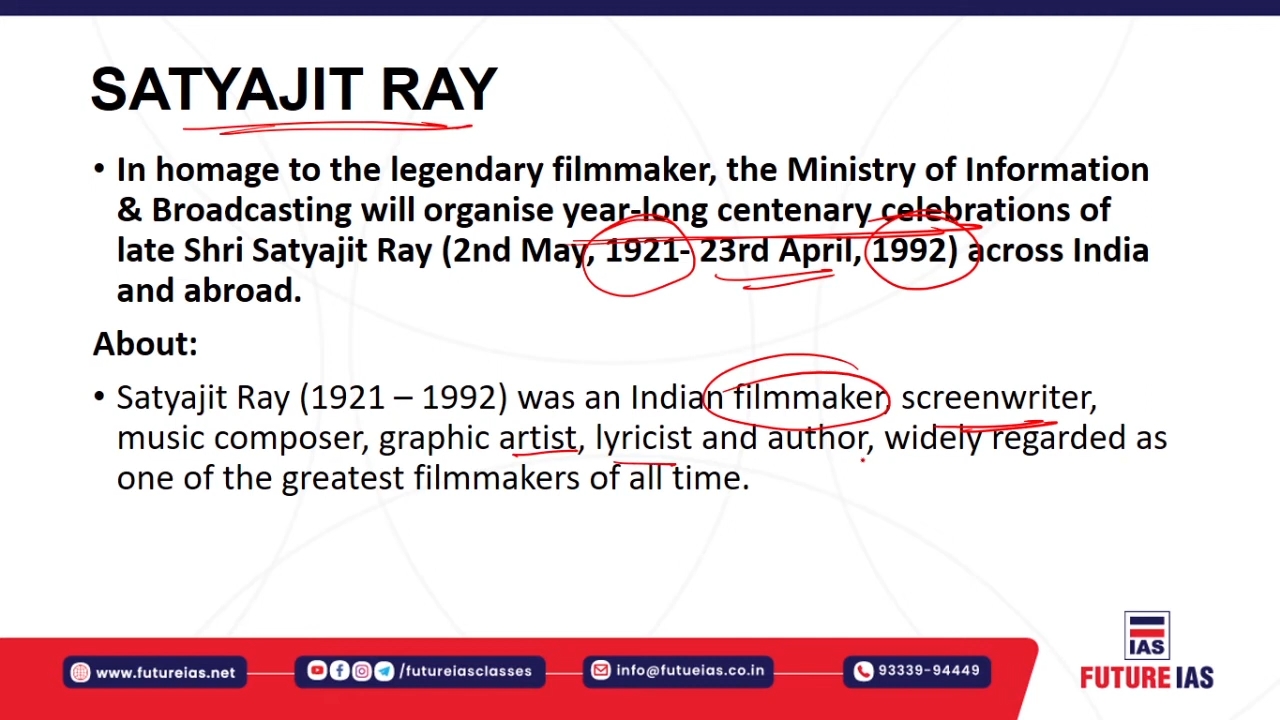 SATYAJIT RAY
• In homage to the legendary filmmaker, the Ministry of Information
& Broadcasting will organise year-long centenary celebrations of
late Shri Satyajit Ray (2nd May, 1921- 23rd April, 1992) across India
and abroad.
About:
• Satyajit Ray (1921 – 1992) was an Indian filmmaker, screenwriter,
music composer, graphic artist, lyricist and author, widely regarded as
one of the greatest filmmakers of all time.
IAS
FUTURE IAS
www.futureias.net
/futureiasclasses
info@futueias.co.in
93339-94449